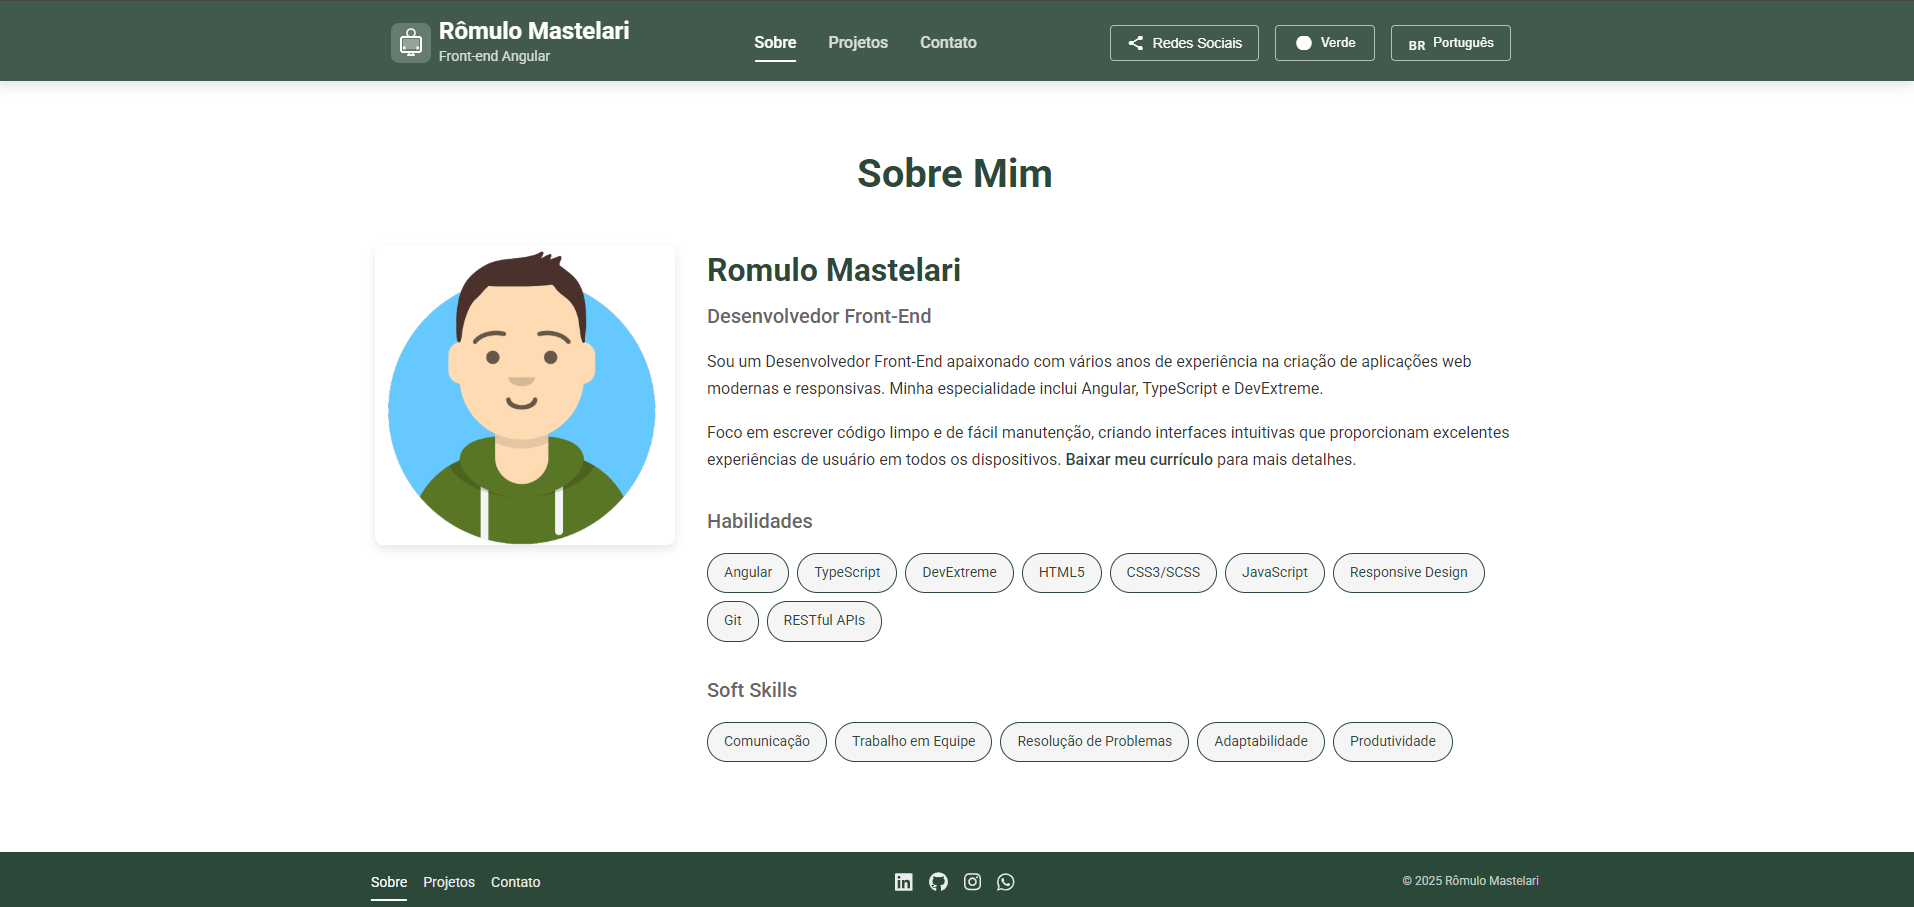 Rômulo Mastelari
Front-end Angular
Sobre
Projetos
Contato
Redes Sociais
Verde
BR Português
Sobre Mim
Romulo Mastelari
Desenvolvedor Front-End
Sou um Desenvolvedor Front-End apaixonado com vários anos de experiência na criação de aplicações web
modernas e responsivas. Minha especialidade inclui Angular, TypeScript e DevExtreme.
Foco em escrever código limpo e de fácil manutenção, criando interfaces intuitivas que proporcionam excelentes
experiências de usuário em todos os dispositivos. Baixar meu currículo para mais detalhes.
Habilidades
Angular
TypeScript
DevExtreme
HTML5
CSS3/SCSS
JavaScript
Responsive Design
Git
RESTful APIs
Soft Skills
Comunicação
Trabalho em Equipe
Resolução de Problemas
Adaptabilidade
Produtividade
Sobre
Projetos
Contato
© 2025 Rômulo Mastelari